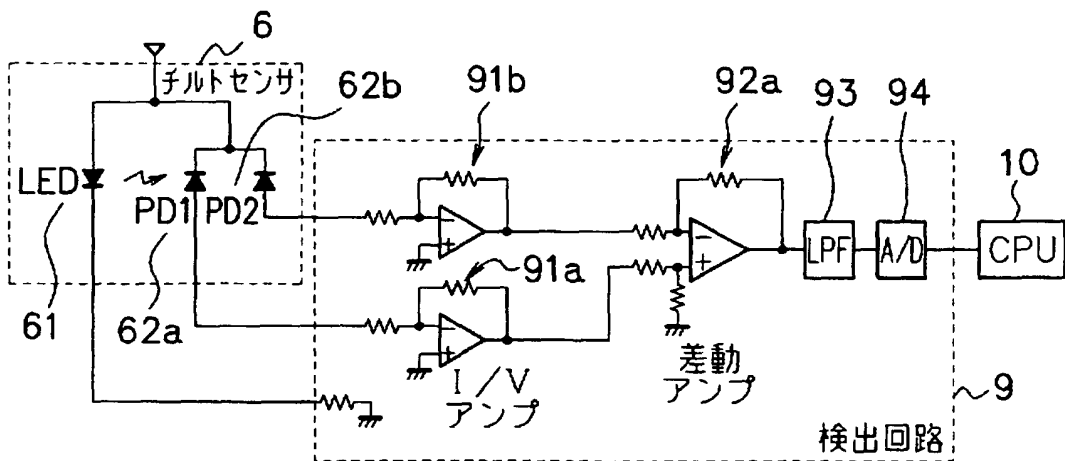 6
チルトセンサ
62b
91b
92a
93
94
10
LED
PD1
PD2
LPF
A/D
CPU
61
62a
91a
I/V
アンプ
差動
アンプ
9
検出回路